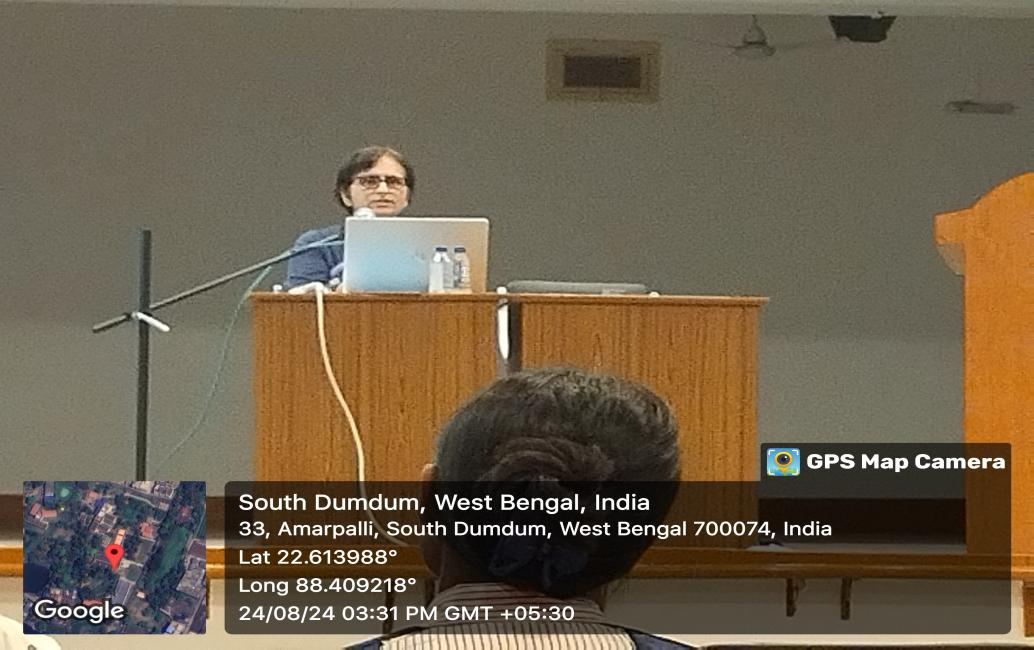 GPS Map Camera
South Dumdum, West Bengal, India
33, Amarpalli, South Dumdum, West Bengal 700074, India
Lat 22.613988°
Long 88.409218°
24/08/24 03:31 PM GMT +05:30
Google